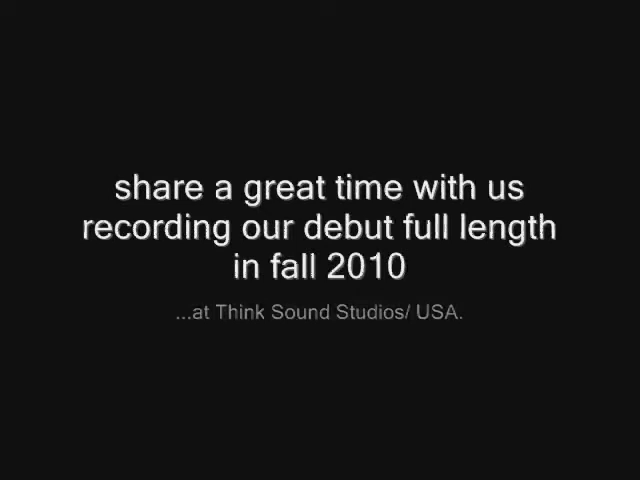 share a great time with us
recording our debut full length
in fall 2010
...at Think Sound Studios/ USA.